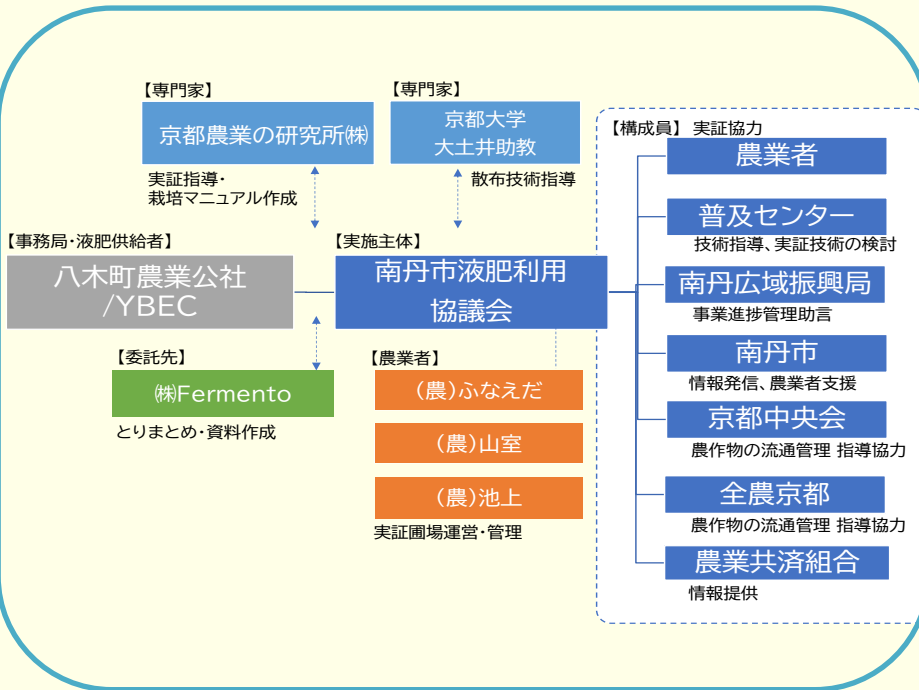 【専門家】
京都農業の研究所㈱
実証指導・
栽培マニュアル作成
【専門家】
京都大学
大土井助教
散布技術指導
【事務局・液肥供給者】
八木町農業公社
/YBEC
【実施主体】
南丹市液肥利用
協議会
【委託先】
㈱Fermento
とりまとめ・資料作成
【農業者】
(農)ふなえだ
(農)山室
(農)池上
実証圃場運営・管理
【構成員】 実証協力
農業者
普及センター
技術指導、実証技術の検討
南丹広域振興局
事業進捗管理助言
南丹市
情報発信、農業者支援
京都中央会
農作物の流通管理 指導協力
全農京都
農作物の流通管理 指導協力
農業共済組合
情報提供